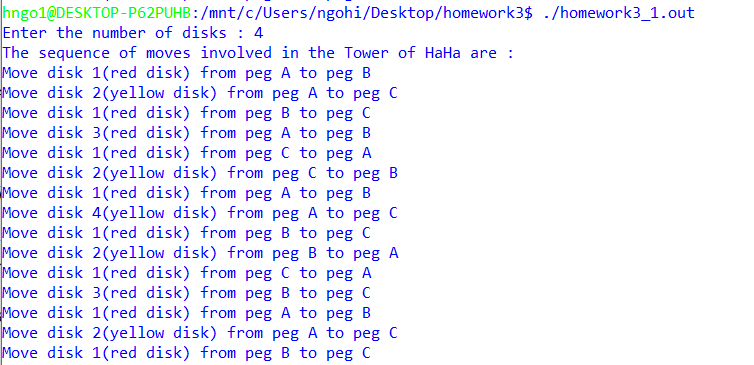 hngo1@DESKTOP-P62PUHB:/mnt/c/Users/ngohi/Desktop/homework3$ ./homework3_1.out
Enter the number of disks : 4
The sequence of moves involved in the Tower of HaHa are :
Move disk 1(red disk) from peg A to peg B
Move disk 2(yellow disk) from peg A to peg C
Move disk 1(red disk) from peg B to peg C
Move disk 3(red disk) from peg A to peg B
Move disk 1(red disk) from peg C to peg A
Move disk 2(yellow disk) from peg C to peg B
Move disk 1(red disk) from peg A to peg B
Move disk 4(yellow disk) from peg A to peg C
Move disk 1(red disk) from peg B to peg C
Move disk 2(yellow disk) from peg B to peg A
Move disk 1(red disk) from peg C to peg A
Move disk 3(red disk) from peg B to peg C
Move disk 1(red disk) from peg A to peg B
Move disk 2(yellow disk) from peg A to peg C
Move disk 1(red disk) from peg B to peg C